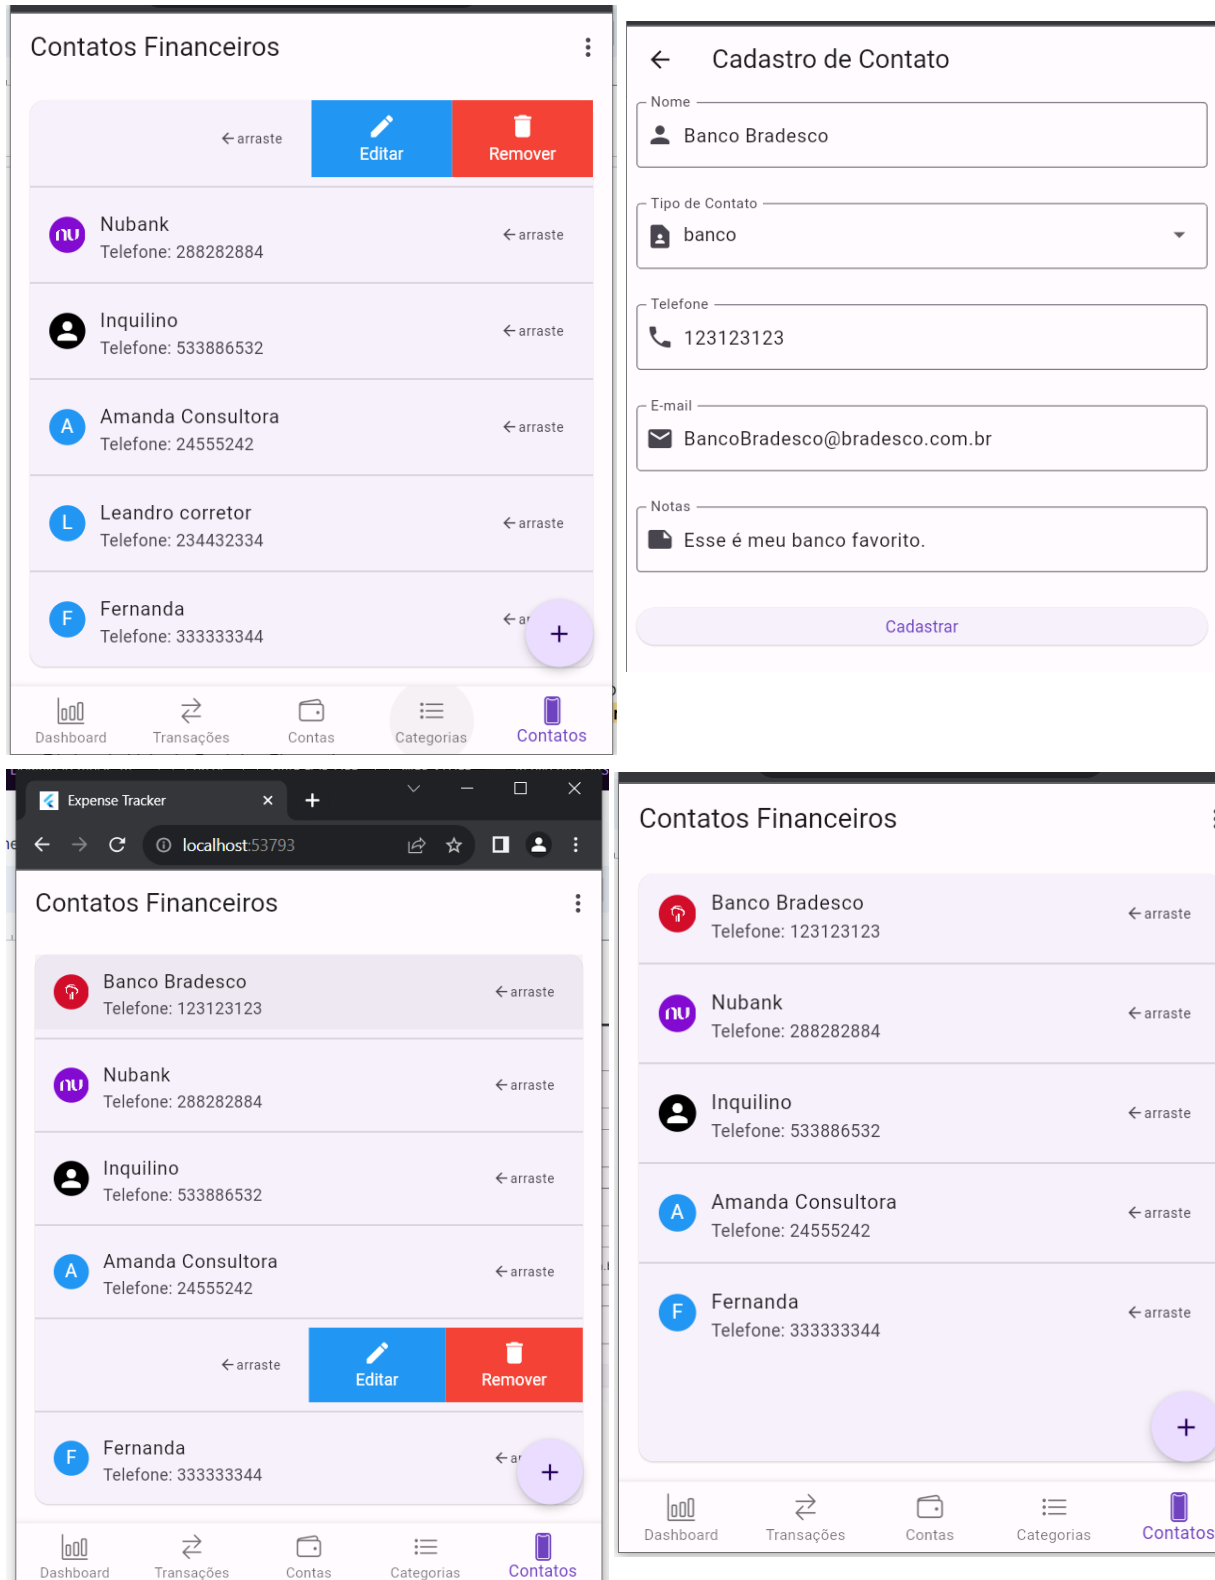 Contatos Financeiros
arraste
Editar
Remover
Nubank
Telefone: 288282884
arraste
Inquilino
Telefone: 533886532
arraste
Amanda Consultora
Telefone: 24555242
arraste
Leandro corretor
Telefone: 234432334
arraste
Fernanda
Telefone: 333333344
Dashboard
Transações
Contas
Categorias
Contatos
Cadastro de Contato
Nome
Banco Bradesco
Tipo de Contato
banco
Telefone
123123123
E-mail
BancoBradesco@bradesco.com.br
Notas
Esse é meu banco favorito.
Cadastrar
Expense Tracker
localhost:53793
Contatos Financeiros
Banco Bradesco
Telefone: 123123123
arraste
Nubank
Telefone: 288282884
arraste
Inquilino
Telefone: 533886532
arraste
A
Amanda Consultora
Telefone: 24555242
arraste
arraste
Editar
Remover
F
Fernanda
Telefone: 333333344
Dashboard
Transações
Contas
Categorias
Contatos
Contatos Financeiros
Banco Bradesco
Telefone: 123123123
arraste
Nubank
Telefone: 288282884
arraste
Inquilino
Telefone: 533886532
arraste
A
Amanda Consultora
Telefone: 24555242
arraste
F
Fernanda
Telefone: 333333344
arraste
Dashboard
Transações
Contas
Categorias
Contatos